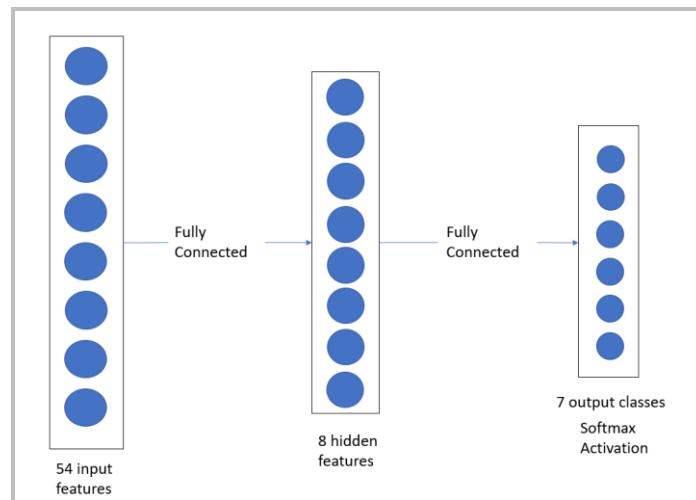 Fully
Connected
Fully
Connected
54 input
features
8 hidden
features
7 output classes
Softmax
Activation